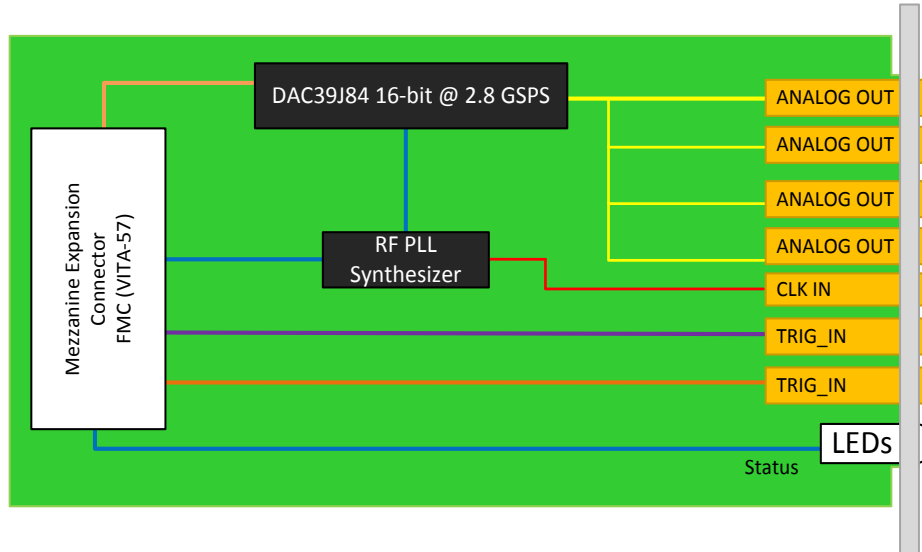 DAC39J84 16-bit @ 2.8 GSPS
ANALOG OUT
ANALOG OUT
ANALOG OUT
ANALOG OUT
Mezzanine Expansion
Connector
FMC (VITA-57)
RF PLL
Synthesizer
CLK IN
TRIG_IN
TRIG_IN
LEDs
Status